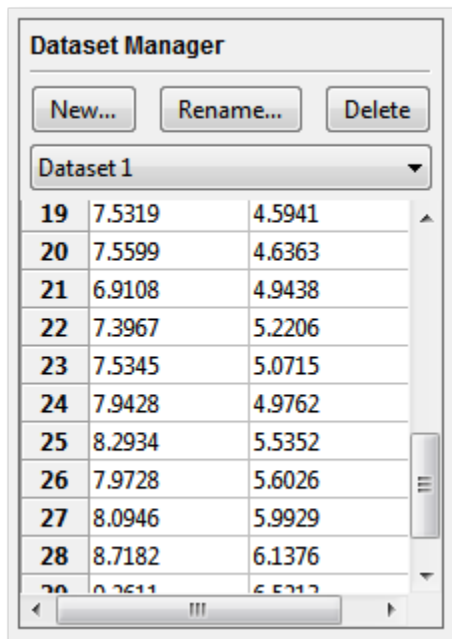 Dataset Manager
New... Rename... Delete
Dataset 1
19 7.5319 4.5941
20 7.5599 4.6363
21 6.9108 4.9438
22 7.3967 5.2206
23 7.5345 5.0715
24 7.9428 4.9762
25 8.2934 5.5352
26 7.9728 5.6026
27 8.0946 5.9929
28 8.7182 6.1376